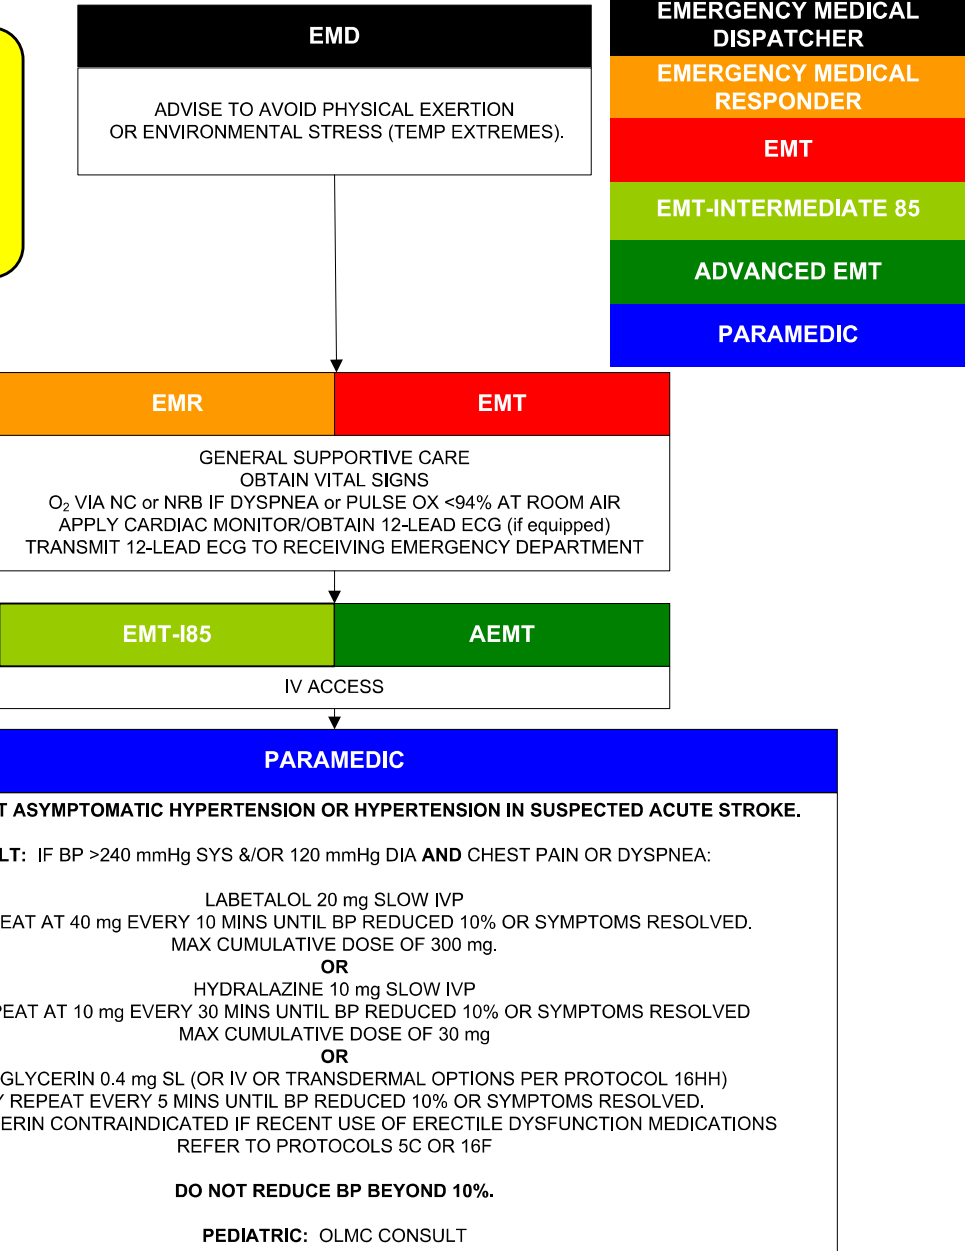 EMD
ADVISE TO AVOID PHYSICAL EXERTION
OR ENVIRONMENTAL STRESS (TEMP EXTREMES).
EMERGENCY MEDICAL
DISPATCHER
EMERGENCY MEDICAL
RESPONDER
EMT
EMT-INTERMEDIATE 85
ADVANCED EMT
PARAMEDIC
EMR
EMT
GENERAL SUPPORTIVE CARE
OBTAIN VITAL SIGNS
O₂ VIA NC or NRB IF DYSPNEA or PULSE OX <94% AT ROOM AIR
APPLY CARDIAC MONITOR/OBTAIN 12-LEAD ECG (if equipped)
TRANSMIT 12-LEAD ECG TO RECEIVING EMERGENCY DEPARTMENT
EMT-I85
AEMT
IV ACCESS
PARAMEDIC
T ASYMPTOMATIC HYPERTENSION OR HYPERTENSION IN SUSPECTED ACUTE STROKE.
LT: IF BP >240 mmHg SYS &/OR 120 mmHg DIA AND CHEST PAIN OR DYSPNEA:
LABETALOL 20 mg SLOW IVP
EAT AT 40 mg EVERY 10 MINS UNTIL BP REDUCED 10% OR SYMPTOMS RESOLVED.
MAX CUMULATIVE DOSE OF 300 mg.
OR
HYDRALAZINE 10 mg SLOW IVP
PEAT AT 10 mg EVERY 30 MINS UNTIL BP REDUCED 10% OR SYMPTOMS RESOLVED
MAX CUMULATIVE DOSE OF 30 mg
OR
GLYCERIN 0.4 mg SL (OR IV OR TRANSDERMAL OPTIONS PER PROTOCOL 16HH)
Y REPEAT EVERY 5 MINS UNTIL BP REDUCED 10% OR SYMPTOMS RESOLVED.
ERIN CONTRAINDICATED IF RECENT USE OF ERECTILE DYSFUNCTION MEDICATIONS
REFER TO PROTOCOLS 5C OR 16F
DO NOT REDUCE BP BEYOND 10%.
PEDIATRIC: OLMC CONSULT